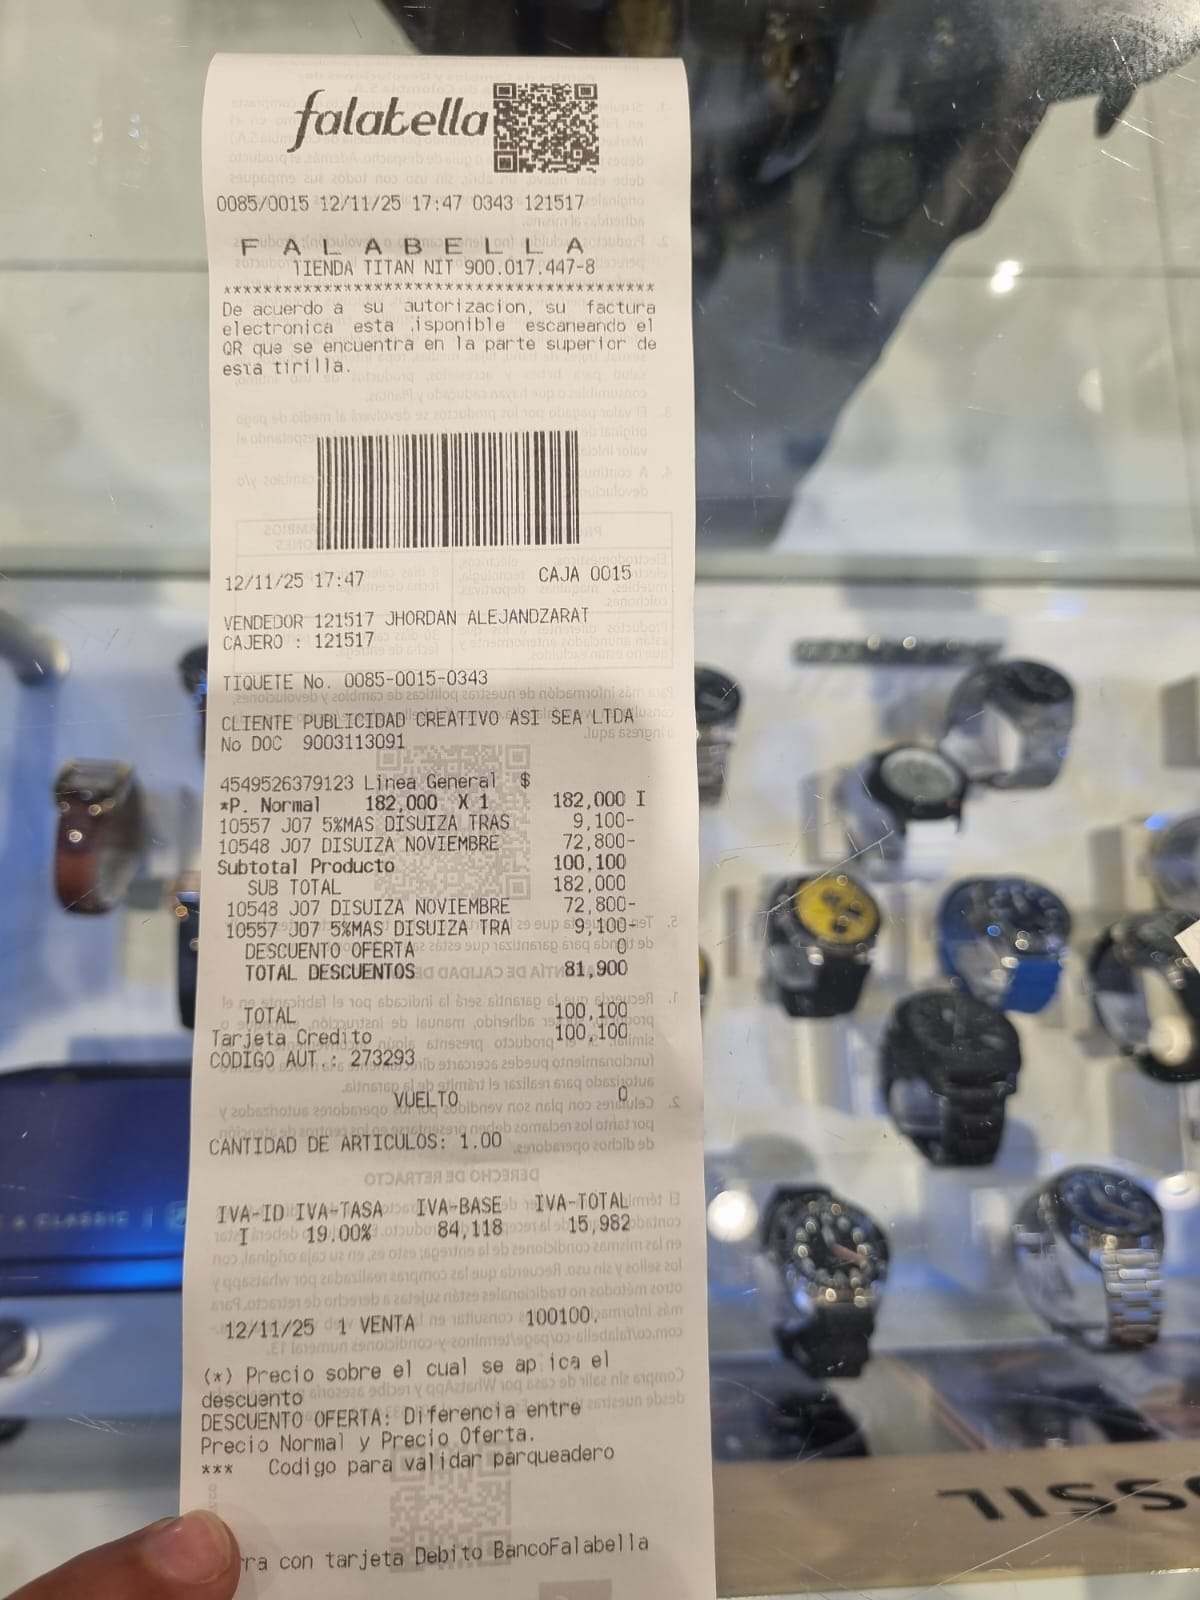 falabella
0085/0015 12/11/25 17:47 0343 121517
F A L A B E L L A
TIENDA TITAN NIT 900.017.447-8
*******************************************
De acuerdo a su autorizacion, su factura
electronica esta .isponible escaneando el
QR que se encuentra en la parte superior de
esta tirilla.
12/11/25 17:47 CAJA 0015
VENDEDOR 121517 JHORDAN ALEJANDZARAT
CAJERO : 121517
TIQUETE No. 0085-0015-0343
CLIENTE PUBLICIDAD CREATIVO ASI SEA LTDA
No DOC 9003113091
4549526379123 Linea General $
*P. Normal 182,000 X 1 182,000 I
10557 J07 5%MAS DISUIZA TRAS 9,100-
10548 J07 DISUIZA NOVIEMBRE 72,800-
Subtotal Producto 100,100
SUB TOTAL 182,000
10548 J07 DISUIZA NOVIEMBRE 72,800-
10557 J07 5%MAS DISUIZA TRA 9,100-
DESCUENTO OFERTA 0
TOTAL DESCUENTOS 81,900
TOTAL 100,100
Tarjeta Credito 100,100
CODIGO AUT.: 273293
VUELTO 0
CANTIDAD DE ARTICULOS: 1.00
IVA-ID IVA-TASA IVA-BASE IVA-TOTAL
I 19.00% 84,118 15,982
12/11/25 1 VENTA 100100.
(*) Precio sobre el cual se ap ica el
descuento
DESCUENTO OFERTA: Diferencia entre
Precio Normal y Precio Oferta.
*** Codigo para validar parqueadero
rra con tarjeta Debito BancoFalabella
CLASSIC
OSSIL